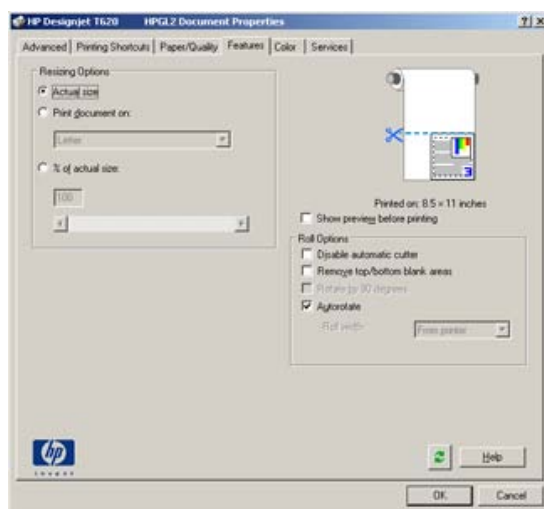 HP Designjet T620 HPGL2 Document Properties
Advanced Printing Shortcuts Paper/Quality Features Color Services
Resizing Options
Actual size
Print document on:
Letter
% of actual size:
100
3
Printed on: 8.5 × 11 inches
Show preview before printing
Roll Options
Disable automatic cutter
Remove top/bottom blank areas
Rotate by 90 degrees
Autorotate
Roll width:
From printer
hp
invent
Help
OK Cancel